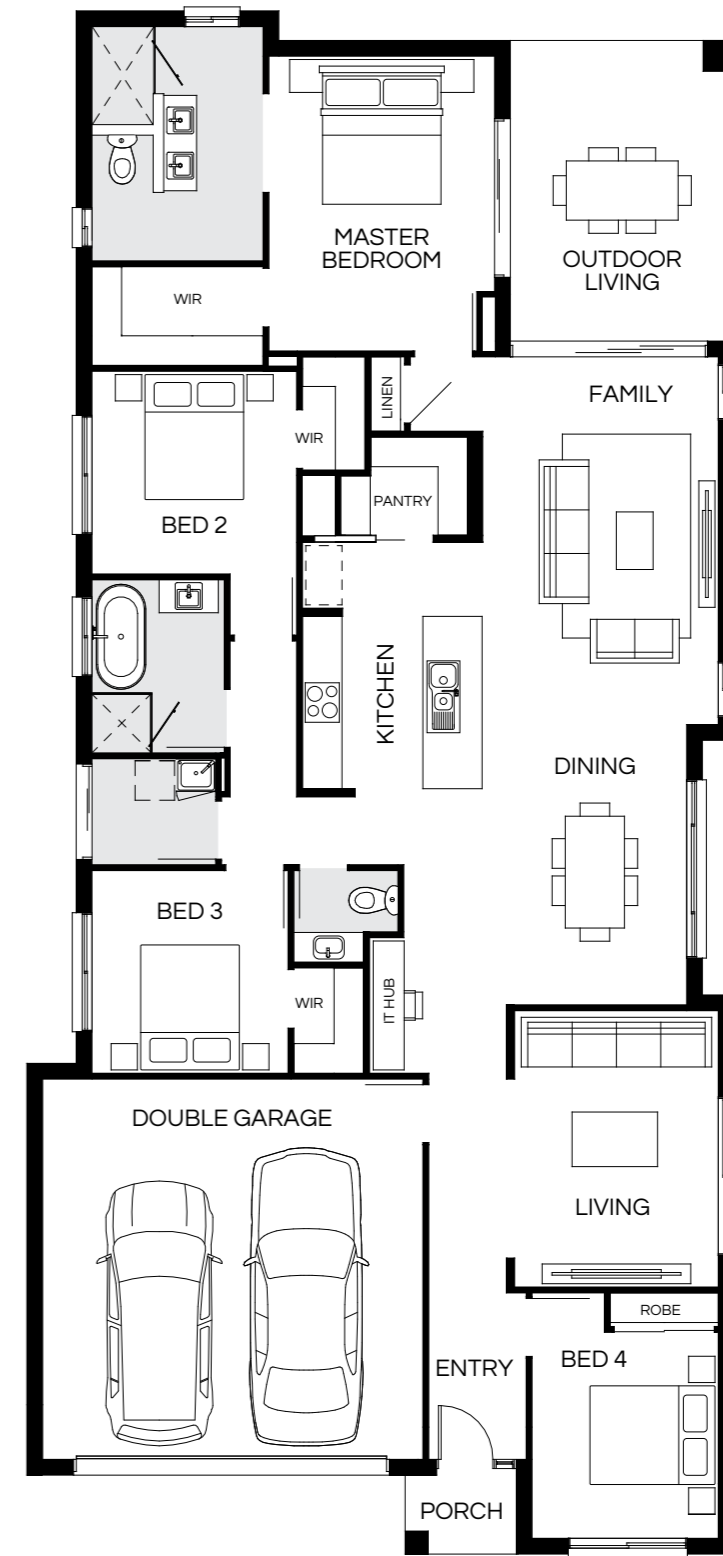 MASTER
BEDROOM
OUTDOOR
LIVING
WIR
FAMILY
LINEN
WIR
PANTRY
BED 2
KITCHEN
DINING
BED 3
WIR
IT HUB
DOUBLE GARAGE
LIVING
ROBE
BED 4
ENTRY
PORCH